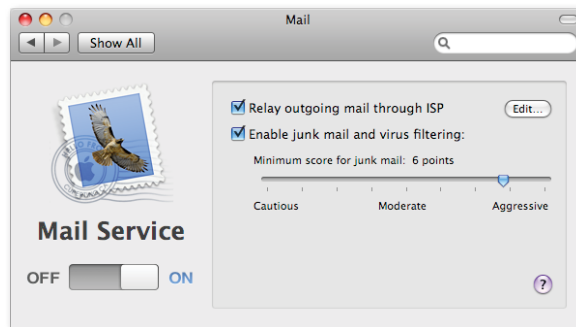 Mail
Show All
Relay outgoing mail through ISP
Edit...
Enable junk mail and virus filtering:
Minimum score for junk mail: 6 points
Cautious
Moderate
Aggressive
Mail Service
OFF
ON
?